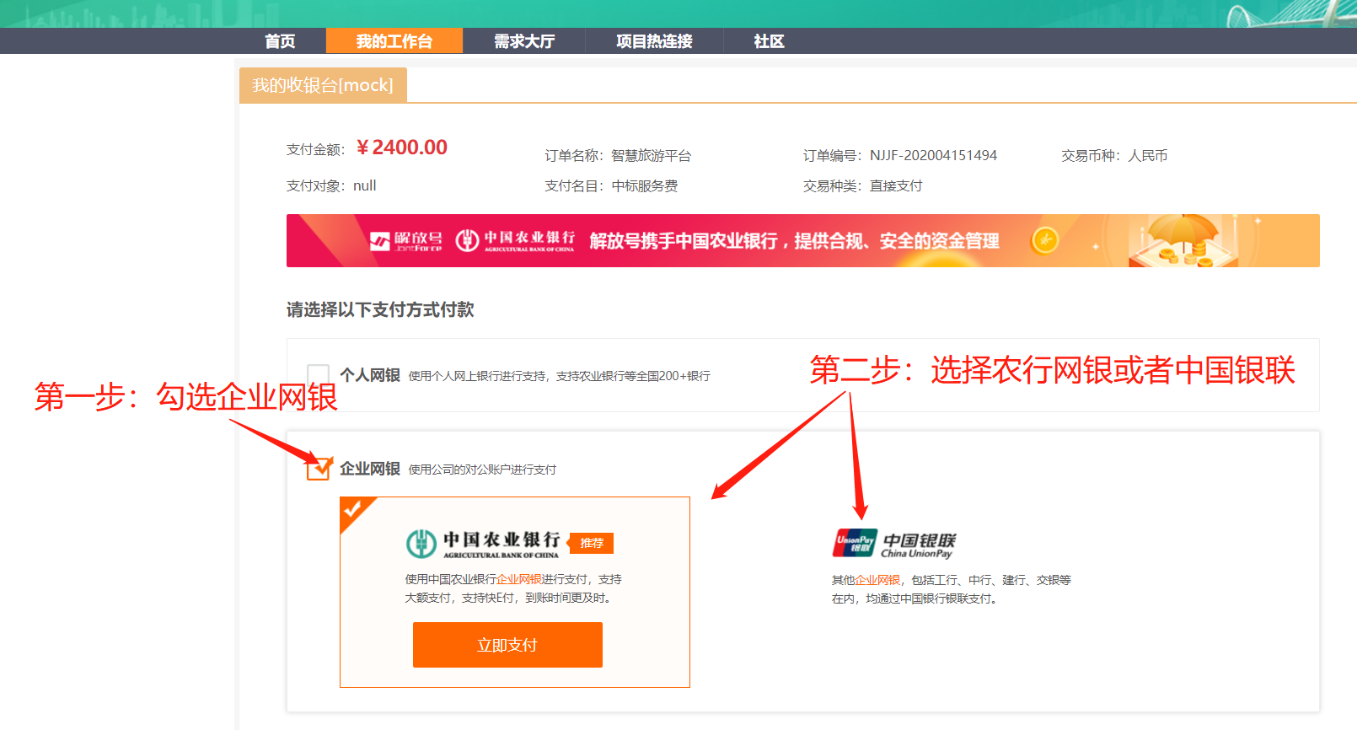 首页 我的工作台 需求大厅 项目热连接 社区
我的收银台[mock]
支付金额: ￥2400.00 订单名称: 智慧旅游平台 订单编号: NJJF-202004151494 交易币种: 人民币
支付对象: null 支付名目: 中标服务费 交易种类: 直接支付
解放号 JOINTFORCE 中国农业银行 AGRICULTURAL BANK OF CHINA 解放号携手中国农业银行，提供合规、安全的资金管理
请选择以下支付方式付款
个人网银 使用个人网上银行进行支持，支持农业银行等全国200+银行
第一步：勾选企业网银
第二步：选择农行网银或者中国银联
企业网银 使用公司的对公账户进行支付
中国农业银行 推荐
AGRICULTURAL BANK OF CHINA
使用中国农业银行企业网银进行支付，支持
大额支付，支持快E付，到账时间更及时。
立即支付
UnionPay 银联 中国银联
China UnionPay
其他企业网银，包括工行、中行、建行、交银等
在内，均通过中国银行银联支付。